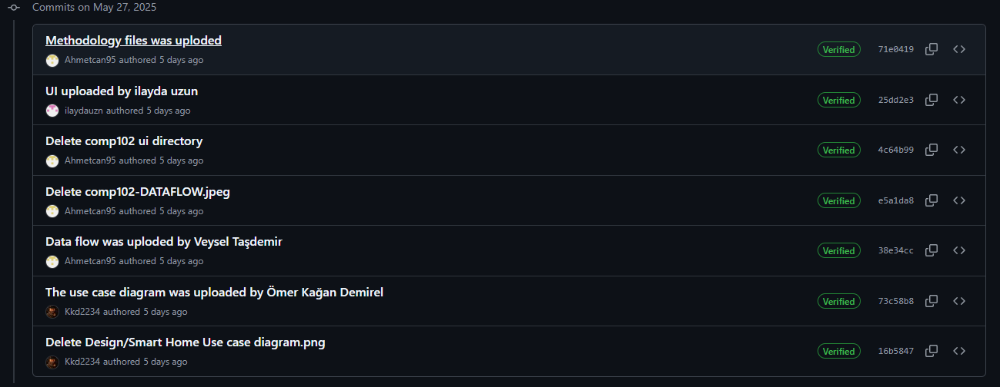 Commits on May 27, 2025
Methodology files was uploded
Ahmetcan95 authored 5 days ago
Verified
71e0419
UI uploaded by ilayda uzun
ilaydauzn authored 5 days ago
Verified
25dd2e3
Delete comp102 ui directory
Ahmetcan95 authored 5 days ago
Verified
4c64b99
Delete comp102-DATAFLOW.jpeg
Ahmetcan95 authored 5 days ago
Verified
e5a1da8
Data flow was uploded by Veysel Taşdemir
Ahmetcan95 authored 5 days ago
Verified
38e34cc
The use case diagram was uploaded by Ömer Kağan Demirel
Kkd2234 authored 5 days ago
Verified
73c58b8
Delete Design/Smart Home Use case diagram.png
Kkd2234 authored 5 days ago
Verified
16b5847